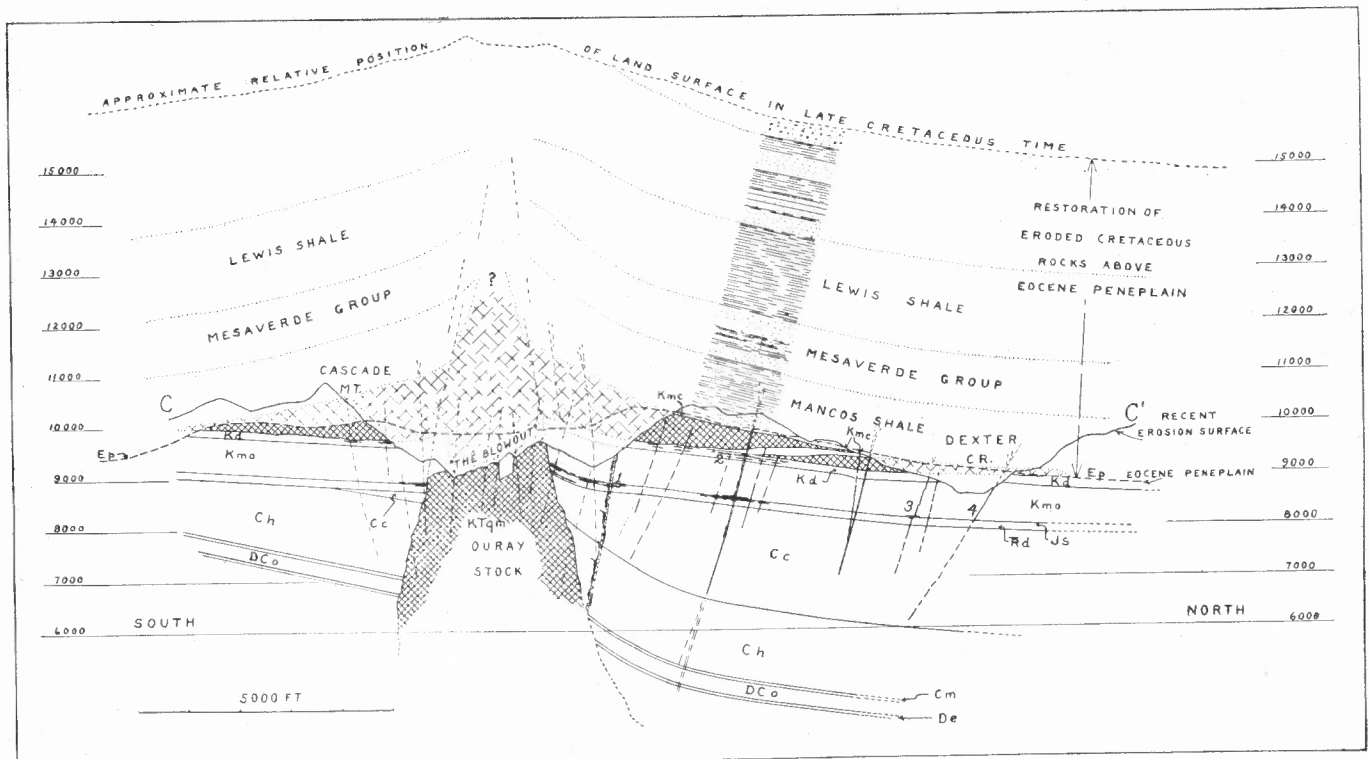 APPROXIMATE RELATIVE POSITION OF LAND SURFACE IN LATE CRETACEOUS TIME
15000
14000
13000
12000
11000
10000
9000
8000
7000
6000
15000
14000
13000
12000
11000
10000
9000
8000
7000
6000
RESTORATION OF
ERODED CRETACEOUS
ROCKS ABOVE
EOCENE PENEPLAIN
LEWIS SHALE
MESAVERDE GROUP
LEWIS SHALE
MESAVERDE GROUP
MANCOS SHALE
?
CASCADE
MT.
C
C'
RECENT
EROSION SURFACE
Kmc
Kmc
DEXTER
CR.
Ep
Kd
Kmo
THE BLOWOUT
Kd
Kd
Ep
EOCENE PENEPLAIN
Kmo
1
2
3
4
Cc
Ch
DCo
KTqm
OURAY
STOCK
Cc
Rd
Js
SOUTH
NORTH
Ch
DCo
Cm
De
5000 FT